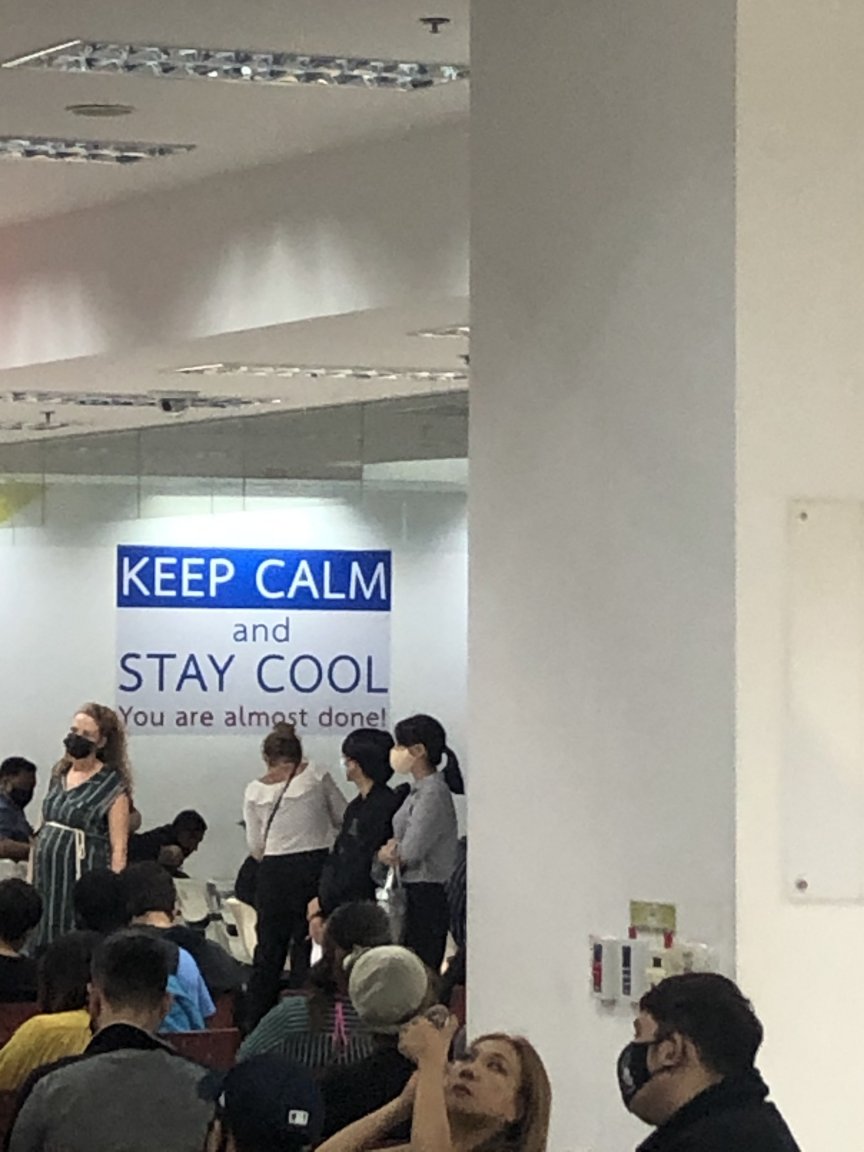 KEEP CALM
and
STAY COOL
You are almost done!